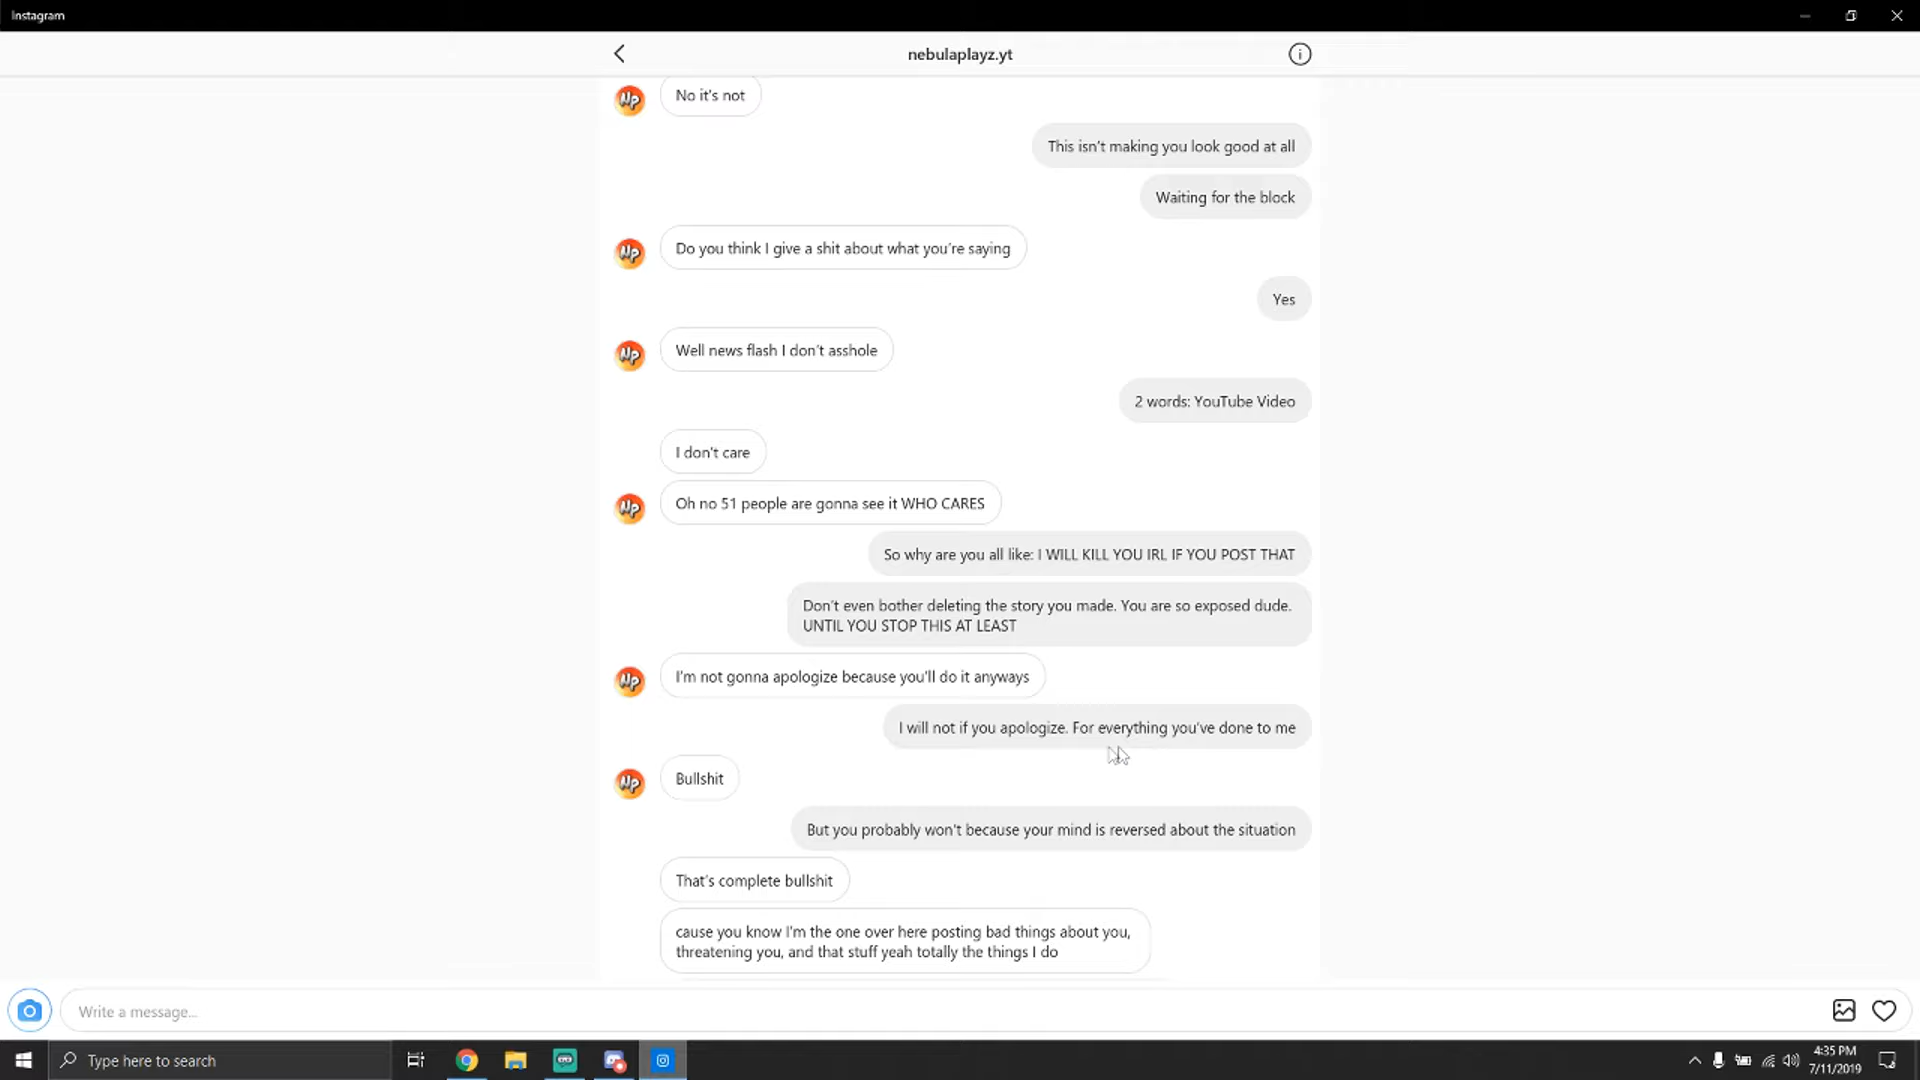 Instagram
nebulaplayz.yt
No it's not
This isn't making you look good at all
Waiting for the block
Do you think I give a shit about what you're saying
Yes
Well news flash I don't asshole
2 words: YouTube Video
I don't care
Oh no 51 people are gonna see it WHO CARES
So why are you all like: I WILL KILL YOU IRL IF YOU POST THAT
Don't even bother deleting the story you made. You are so exposed dude.
UNTIL YOU STOP THIS AT LEAST
I'm not gonna apologize because you'll do it anyways
I will not if you apologize. For everything you've done to me
Bullshit
But you probably won't because your mind is reversed about the situation
That's complete bullshit
cause you know I'm the one over here posting bad things about you,
threatening you, and that stuff yeah totally the things I do
Write a message...
Type here to search
4:35 PM
7/11/2019